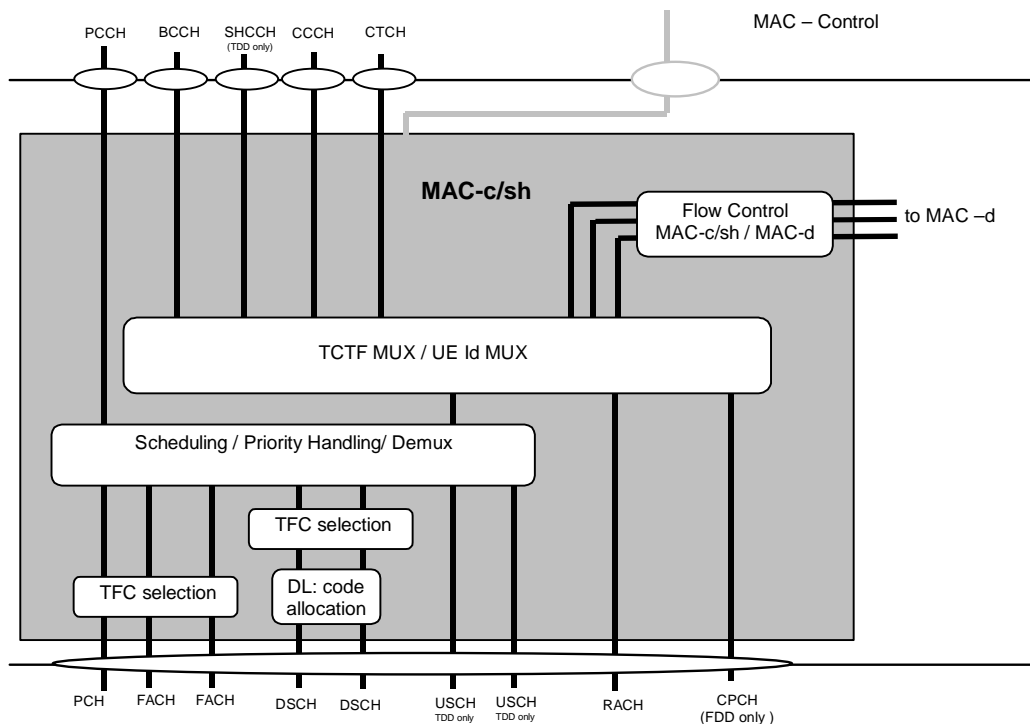 MAC – Control
PCCH
BCCH
SHCCH
(TDD only)
CCCH
CTCH
MAC-c/sh
Flow Control
MAC-c/sh / MAC-d
to MAC –d
TCTF MUX / UE Id MUX
Scheduling / Priority Handling/ Demux
TFC selection
TFC selection
DL: code
allocation
PCH
FACH
FACH
DSCH
DSCH
USCH
TDD only
USCH
TDD only
RACH
CPCH
(FDD only )